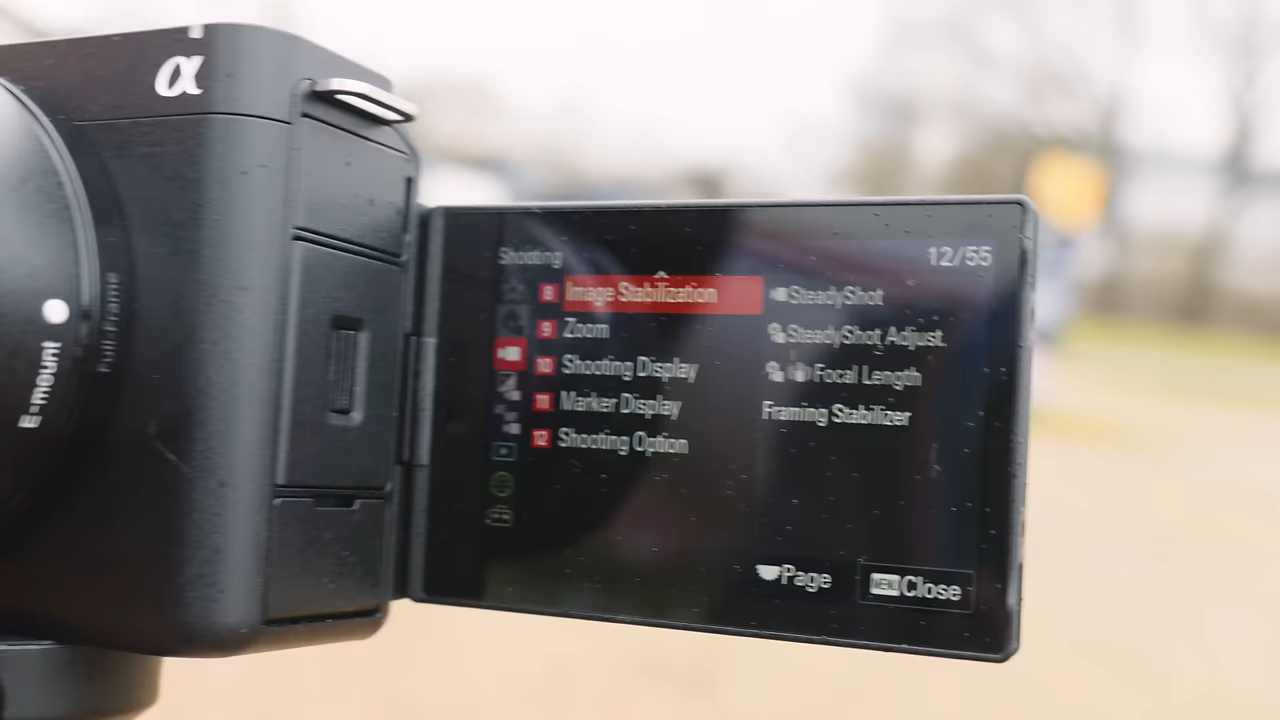 α
Full-Frame
E-mount
Shooting
12/55
8 Image Stabilization
9 Zoom
10 Shooting Display
11 Marker Display
12 Shooting Option
SteadyShot
SteadyShot Adjust.
Focal Length
Framing Stabilizer
Page
MENU Close